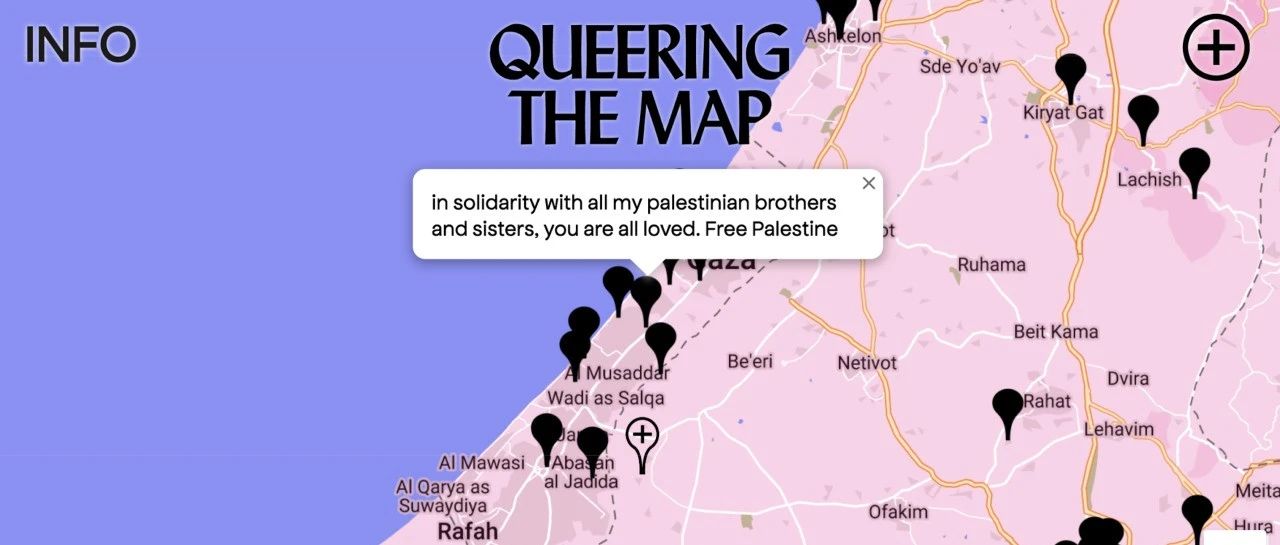 INFO
QUEERING
THE MAP
Ashkelon
Sde Yo'av
Kiryat Gat
Lachish
in solidarity with all my palestinian brothers
and sisters, you are all loved. Free Palestine
Gaza
Ruhama
Beit Kama
Be'eri
Netivot
Al Musaddar
Dvira
Wadi as Salqa
Rahat
Lehavim
Al Mawasi
Abasan
al Jadida
Al Qarya as
Suwaydiya
Ofakim
Rafah
Hura